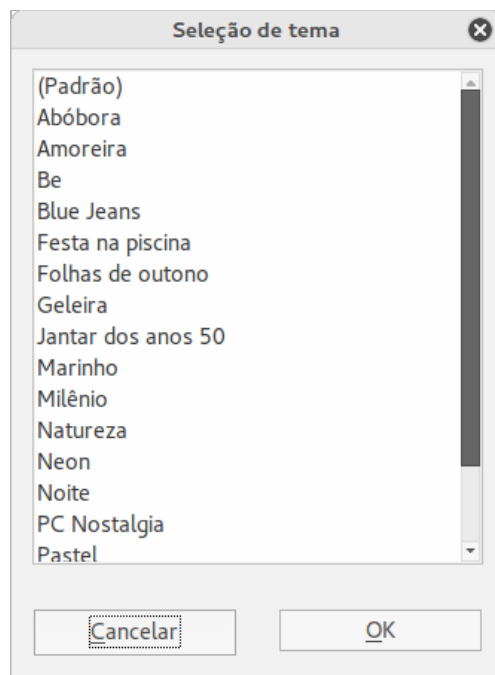 Seleção de tema
(Padrão)
Abóbora
Amoreira
Be
Blue Jeans
Festa na piscina
Folhas de outono
Geleira
Jantar dos anos 50
Marinho
Milênio
Natureza
Neon
Noite
PC Nostalgia
Pastel
Cancelar
OK